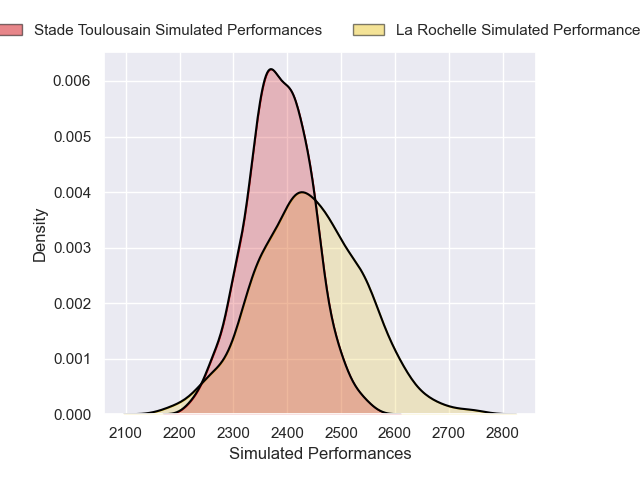 Stade Toulousain Simulated Performances
La Rochelle Simulated Performance
0.006
0.005
0.004
0.003
0.002
0.001
0.000
Density
2100 2200 2300 2400 2500 2600 2700 2800
Simulated Performances